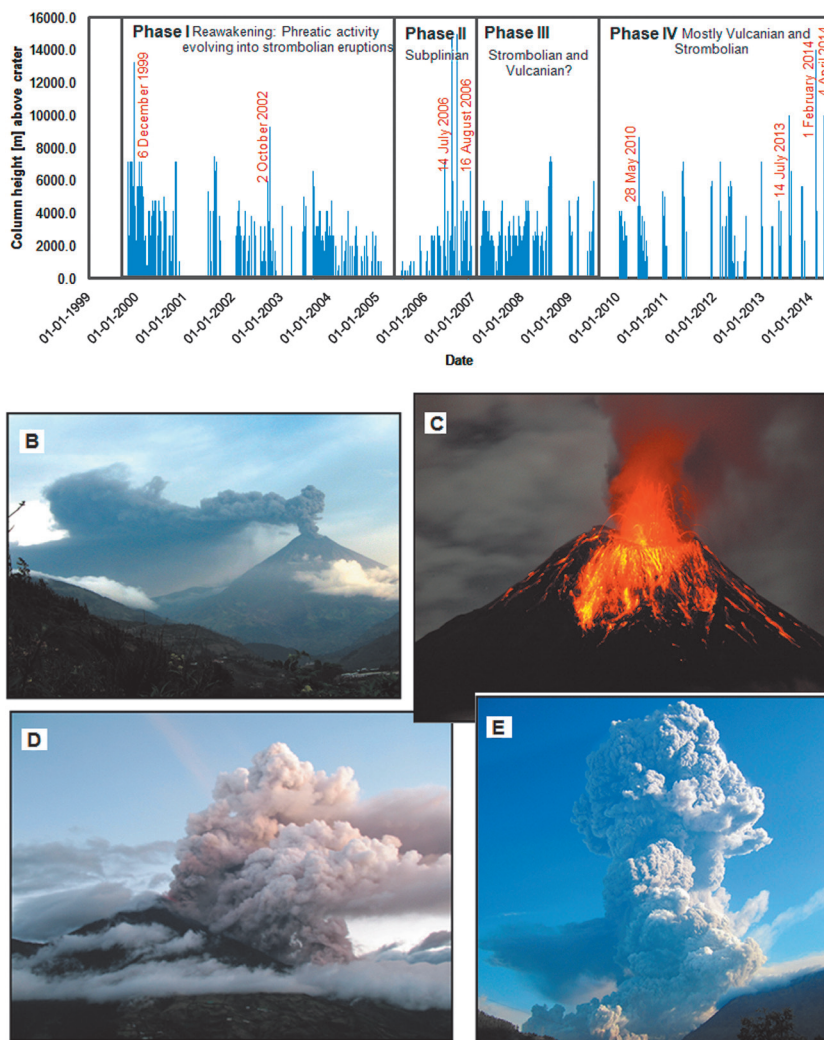 Phase I Reawakening: Phreatic activity
evolving into strombolian eruptions
Phase II
Subplinian
Phase III
Strombolian and
Vulcanian?
Phase IV Mostly Vulcanian and
Strombolian
16000.0
14000.0
12000.0
10000.0
8000.0
6000.0
4000.0
2000.0
0.0
Column height [m] above crater
6 December 1999
2 October 2002
14 July 2006
16 August 2006
28 May 2010
14 July 2013
1 February 2014
4 April 2014
01-01-1999
01-01-2000
01-01-2001
01-01-2002
01-01-2003
01-01-2004
01-01-2005
01-01-2006
01-01-2007
01-01-2008
01-01-2009
01-01-2010
01-01-2011
01-01-2012
01-01-2013
01-01-2014
Date
B
C
D
E